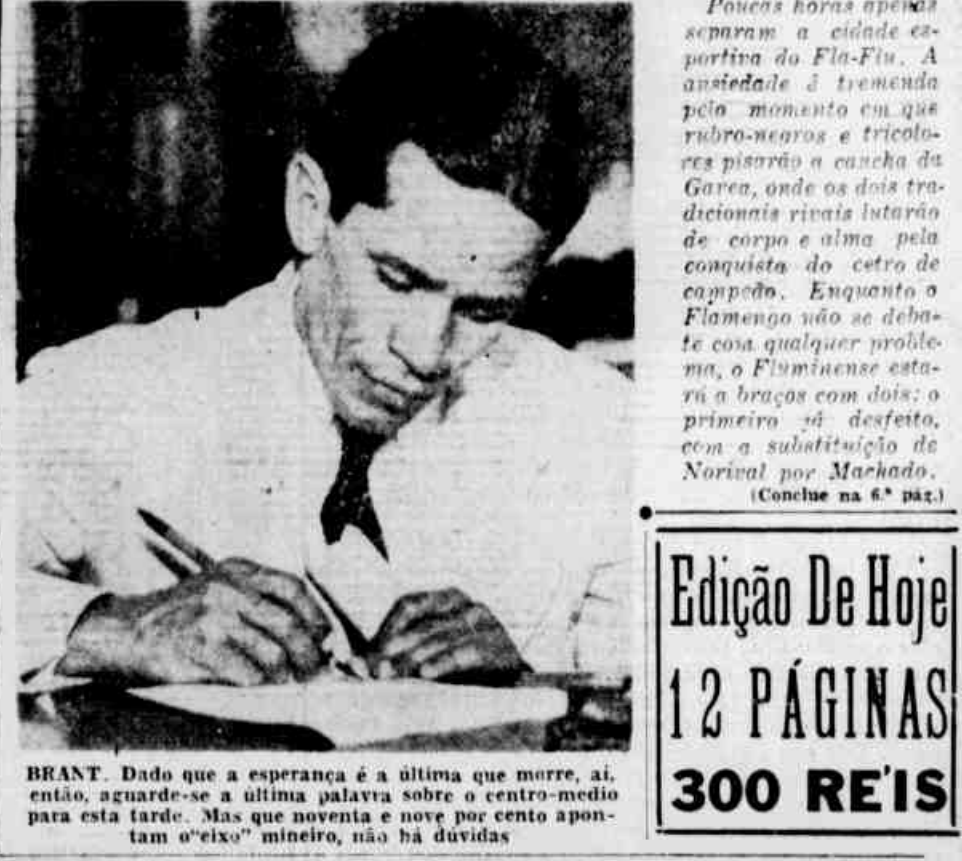 Poucas horas apenas
separam a cidade es-
portiva do Fla-Flu. A
ansiedade é tremenda
pelo momento em que
rubro-negros e tricolo-
res pisarão a cancha da
Gavea, onde os dois tra-
dicionais rivais lutarão
de corpo e alma pela
conquista do cetro de
campeão. Enquanto o
Flamengo não se deba-
te com qualquer proble-
ma, o Fluminense esta-
rá a braços com dois: o
primeiro já desfeito,
com a substituição de
Norival por Machado.
(Conclue na 6.ª pág.)
Edição De Hoje
12 PÁGINAS
300 RÉIS
BRANT. Dado que a esperança é a última que morre, ai,
então, aguarde-se a última palavra sobre o centro-medio
para esta tarde. Mas que noventa e nove por cento apon-
tam o"eixo" mineiro, não há dúvidas